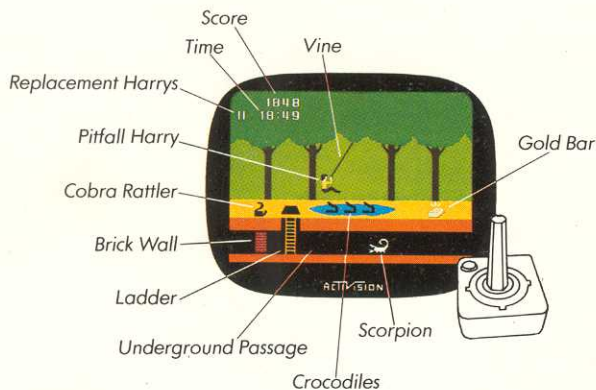 Score
Time
Vine
Replacement Harrys
1848
II 18:49
Pitfall Harry
Gold Bar
Cobra Rattler
Brick Wall
ACTIVISION
Ladder
Scorpion
Underground Passage
Crocodiles